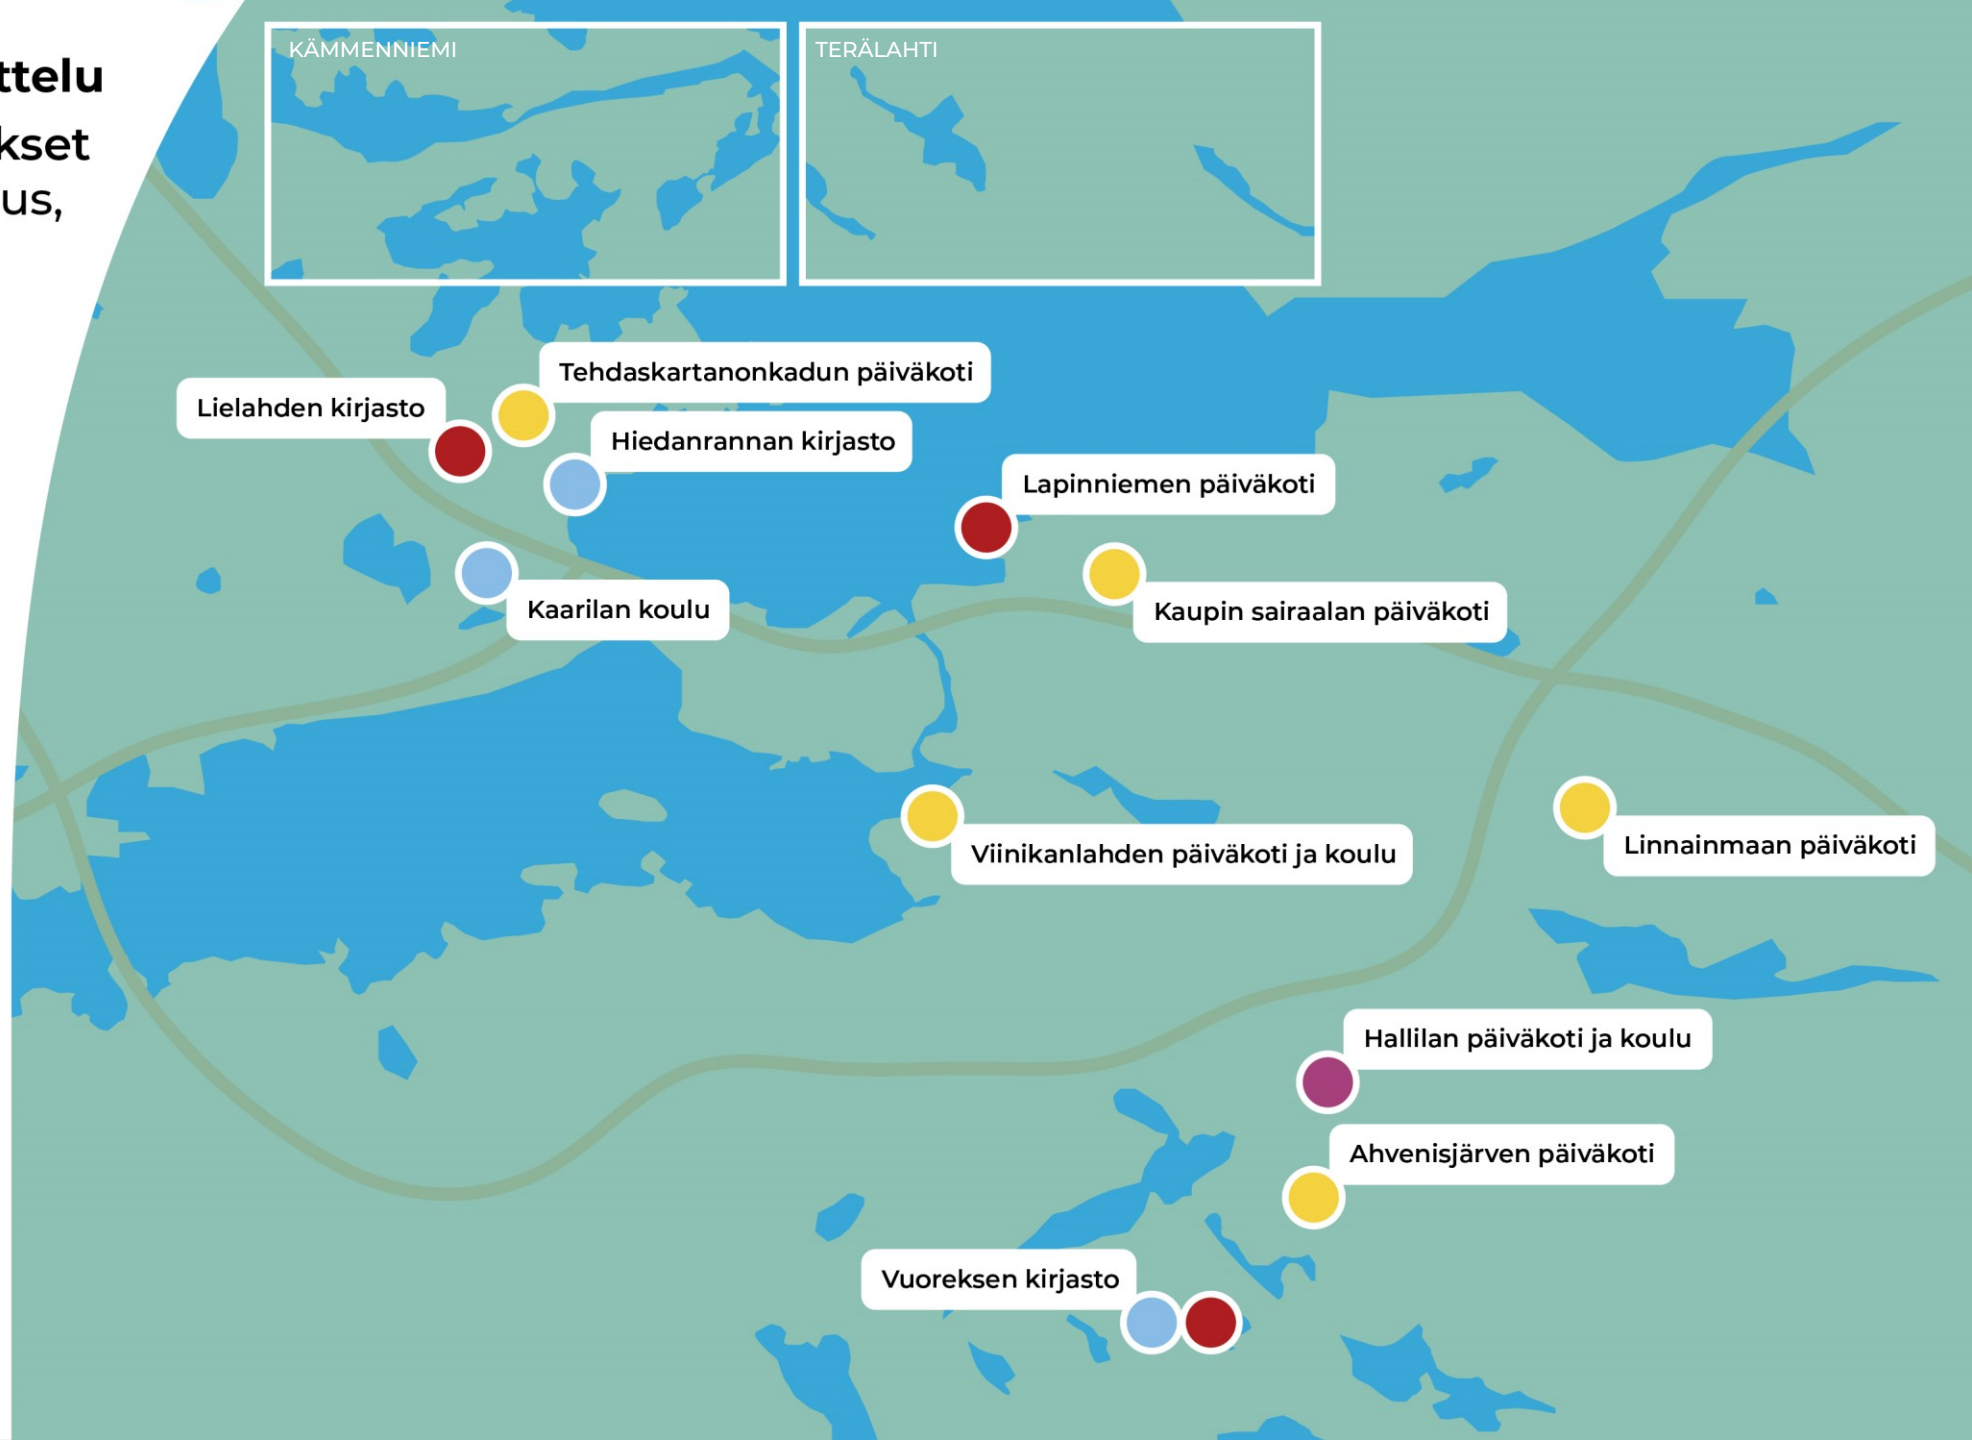 ttelu
kset
us,
KÄMMENNIEMI
TERÄLAHTI
Tehdaskartanonkadun päiväkoti
Lielahden kirjasto
Hiedanrannan kirjasto
Lapinniemen päiväkoti
Kaarilan koulu
Kaupin sairaalan päiväkoti
Viinikanlahden päiväkoti ja koulu
Linnainmaan päiväkoti
Hallilan päiväkoti ja koulu
Ahvenisjärven päiväkoti
Vuoreksen kirjasto